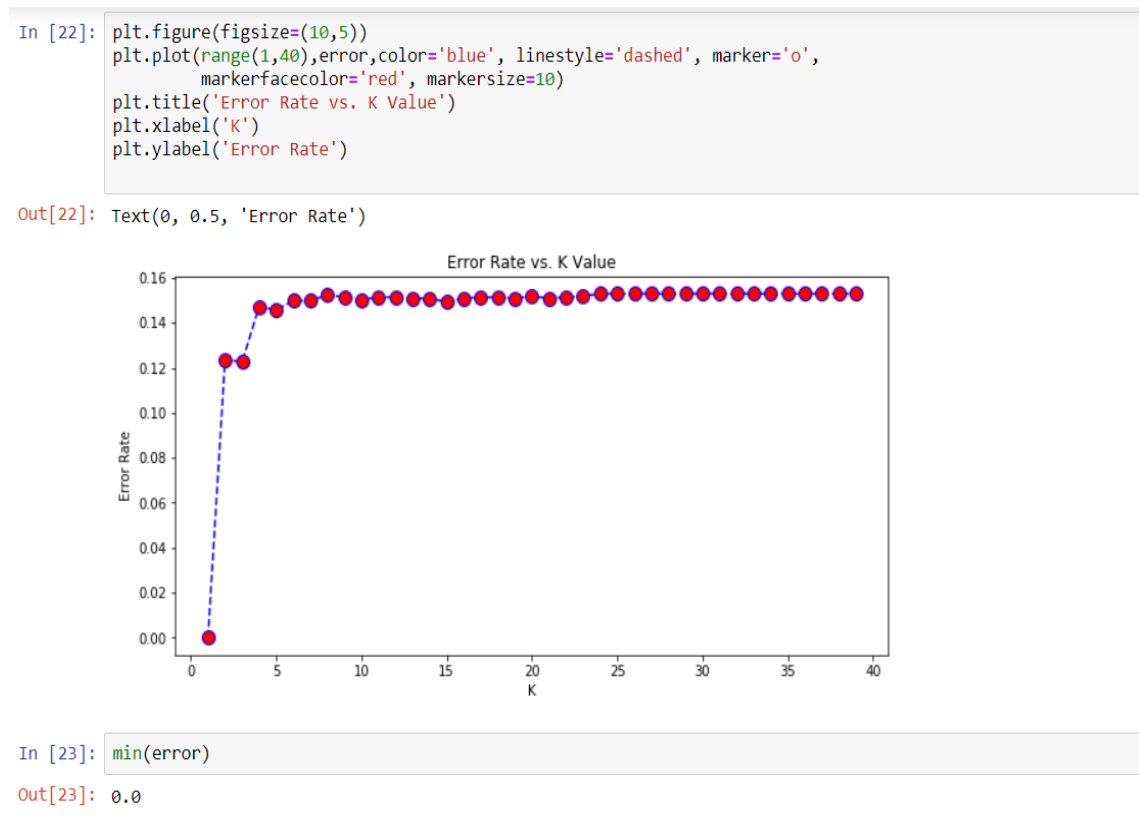 In [22]: plt.figure(figsize=(10,5))
plt.plot(range(1,40),error,color='blue', linestyle='dashed', marker='o',
markerfacecolor='red', markersize=10)
plt.title('Error Rate vs. K Value')
plt.xlabel('K')
plt.ylabel('Error Rate')
Out[22]: Text(0, 0.5, 'Error Rate')
Error Rate vs. K Value
0.16
0.14
0.12
0.10
0.08
0.06
0.04
0.02
0.00
Error Rate
0 5 10 15 20 25 30 35 40
K
In [23]: min(error)
Out[23]: 0.0